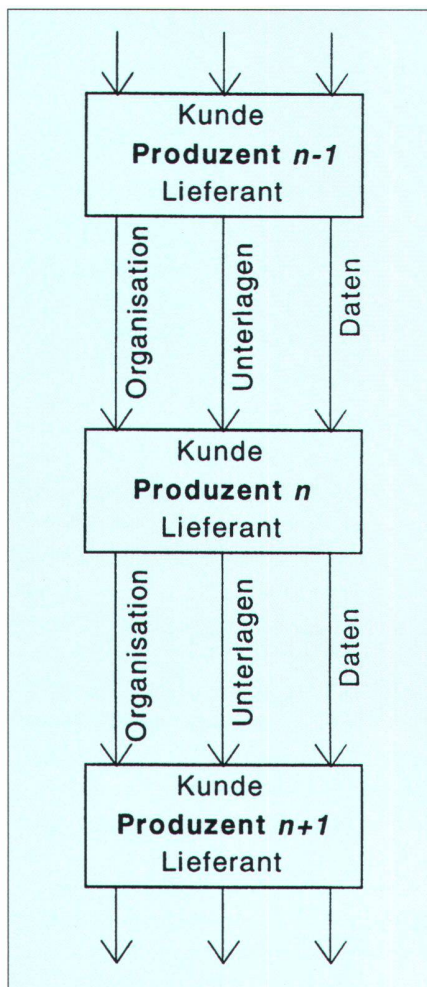 Kunde
Produzent n-1
Lieferant
Organisation
Unterlagen
Daten
Kunde
Produzent n
Lieferant
Organisation
Unterlagen
Daten
Kunde
Produzent n+1
Lieferant